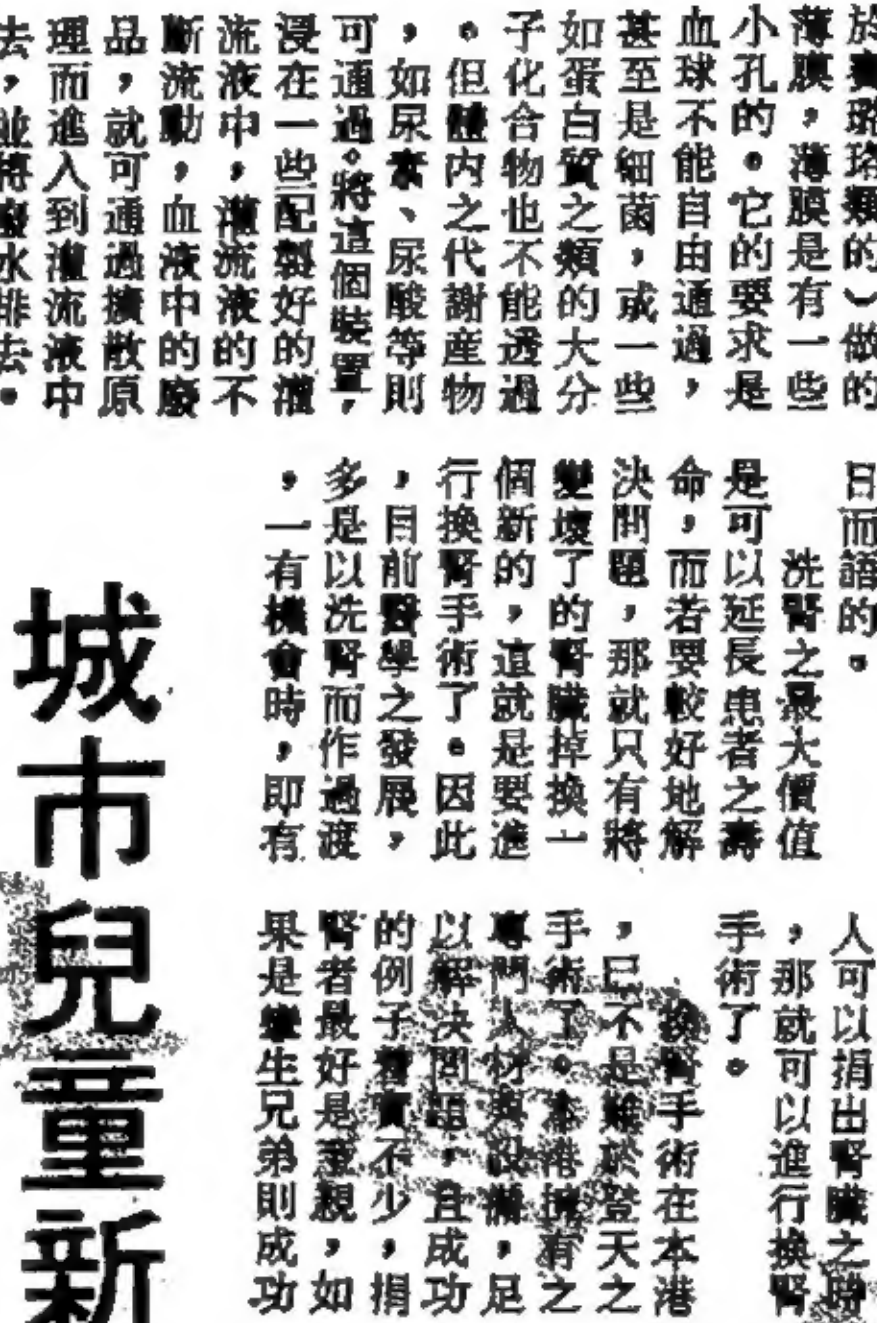 於賽璐珞類的)做的
薄膜,薄膜是有一些
小孔的。它的要求是
血球不能自由通過,
甚至是細菌,或一些
如蛋白質之類的大分
子化合物也不能透過
。但體内之代謝産物
,如尿素、尿酸等則
可通過。將這個裝置,
浸在一些配製好的灌
流液中,灌流液的不
斷流動,血液中的廢
品,就可通過擴散原
理而進入到灌流液中
去,並將廢水排去。
日而語的。
洗腎之最大價值
是可以延長患者之壽
命,而若要較好地解
決問題,那就只有將
變壞了的腎臟掉換一
個新的,這就是要進
行換腎手術了。因此
,目前醫學之發展,
多是以洗腎而作過渡
,一有機會時,即有
人可以捐出腎臟之時
,那就可以進行換腎
手術了。
換腎手術在本港
,已不是難於登天之
手術了。本港擁有之
專門人材與設備,足
以解決問題,且成功
的例子着實不少,捐
腎者最好是至親,如
果是孿生兄弟則成功
城市兒童新